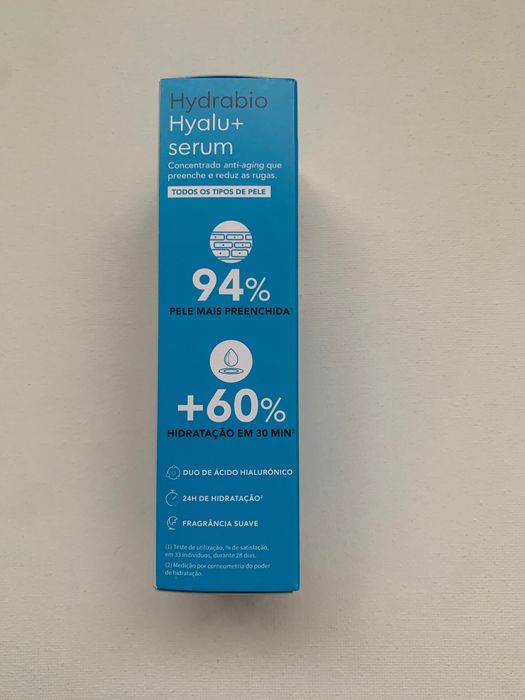 Hydrabio
Hyalu+
serum
Concentrado anti-aging que
preenche e reduz as rugas.
TODOS OS TIPOS DE PELE
94%
PELE MAIS PREENCHIDA¹
+60%
HIDRATAÇÃO EM 30 MIN²
DUO DE ÁCIDO HIALURÓNICO
24H DE HIDRATAÇÃO²
FRAGRÂNCIA SUAVE
(1) Teste de utilização, % de satisfação,
em 33 indivíduos, durante 28 dias.
(2) Medição por corneometria do poder
de hidratação.